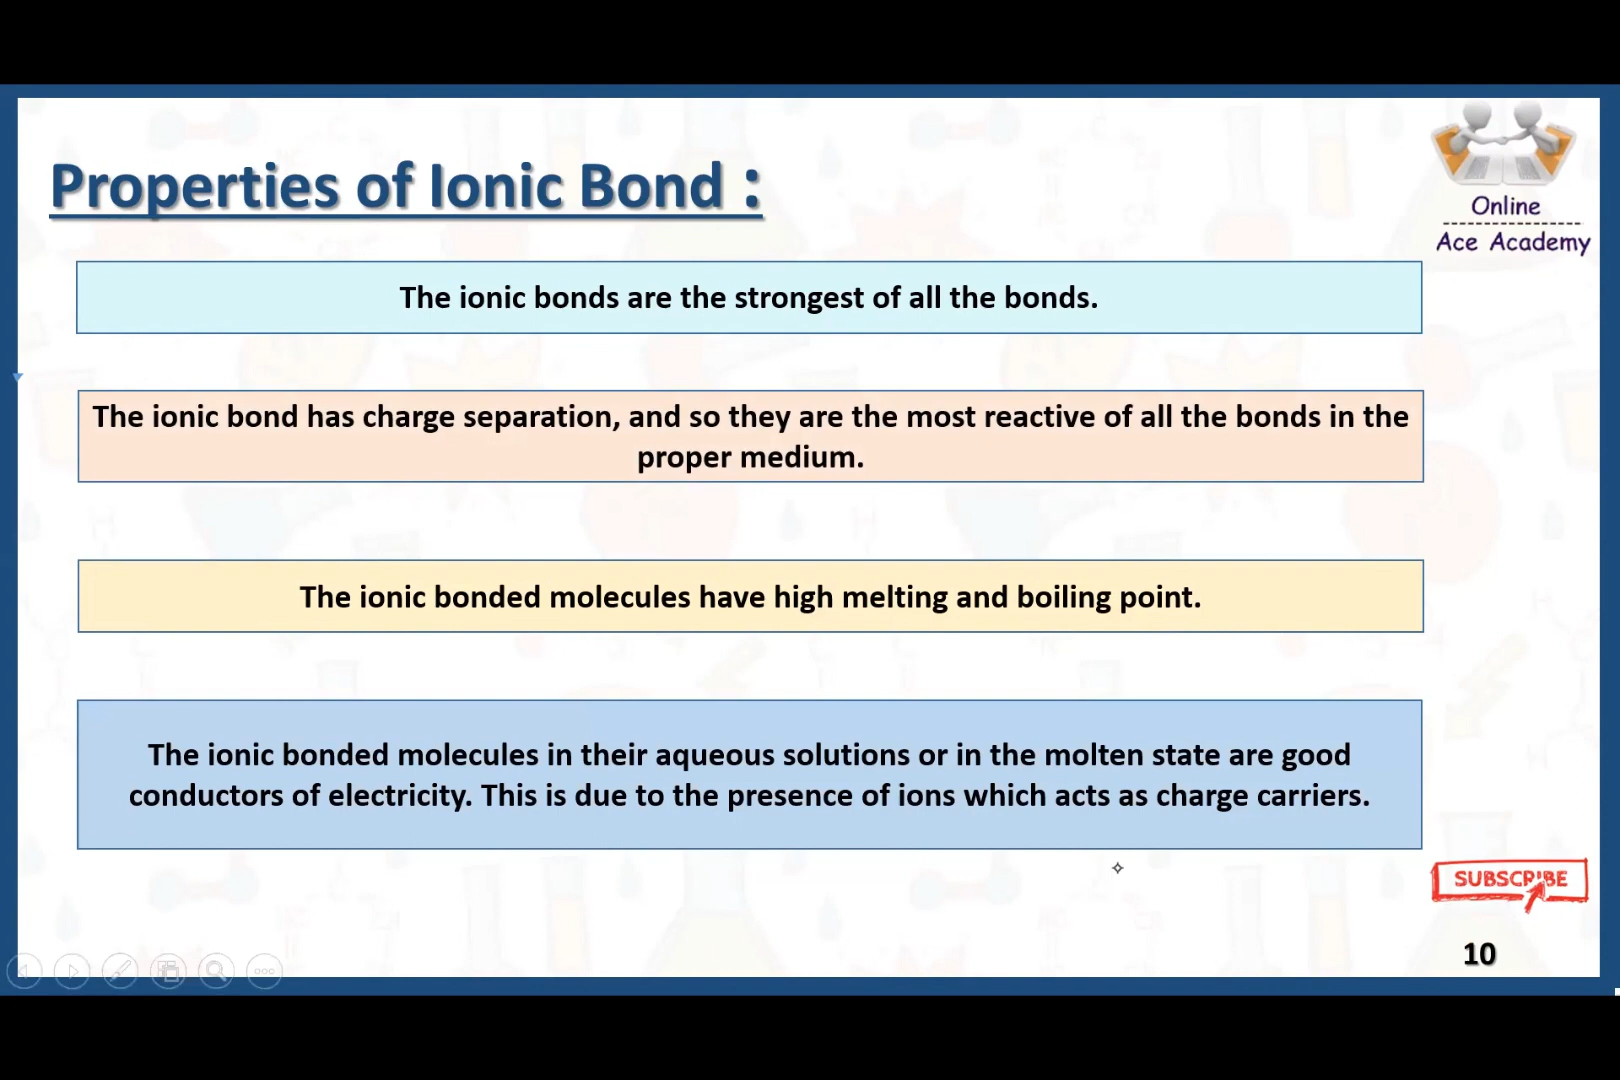 Properties of Ionic Bond :
Online
Ace Academy
The ionic bonds are the strongest of all the bonds.
The ionic bond has charge separation, and so they are the most reactive of all the bonds in the
proper medium.
The ionic bonded molecules have high melting and boiling point.
The ionic bonded molecules in their aqueous solutions or in the molten state are good
conductors of electricity. This is due to the presence of ions which acts as charge carriers.
SUBSCRIBE
10